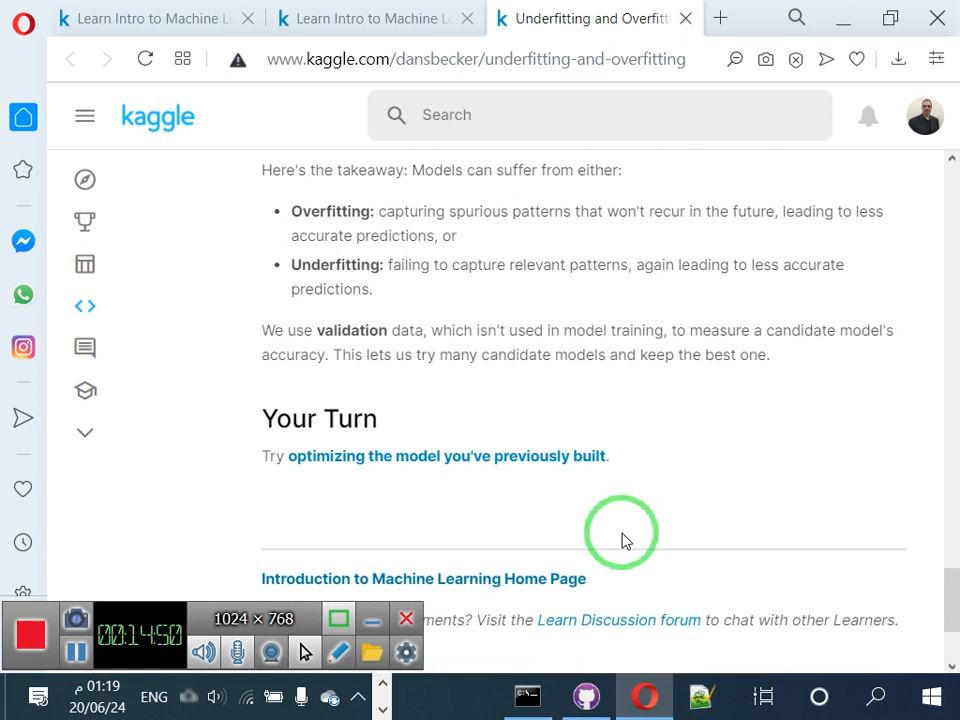 Learn Intro to Machine L
Learn Intro to Machine L
Underfitting and Overfitt
www.kaggle.com/dansbecker/underfitting-and-overfitting
kaggle
Search
Here's the takeaway: Models can suffer from either:
• Overfitting: capturing spurious patterns that won't recur in the future, leading to less
accurate predictions, or
• Underfitting: failing to capture relevant patterns, again leading to less accurate
predictions.
We use validation data, which isn't used in model training, to measure a candidate model's
accuracy. This lets us try many candidate models and keep the best one.
Your Turn
Try optimizing the model you've previously built.
Introduction to Machine Learning Home Page
ments? Visit the Learn Discussion forum to chat with other Learners.
1024 × 768
00:14:50
01:19 م
ENG
20/06/24